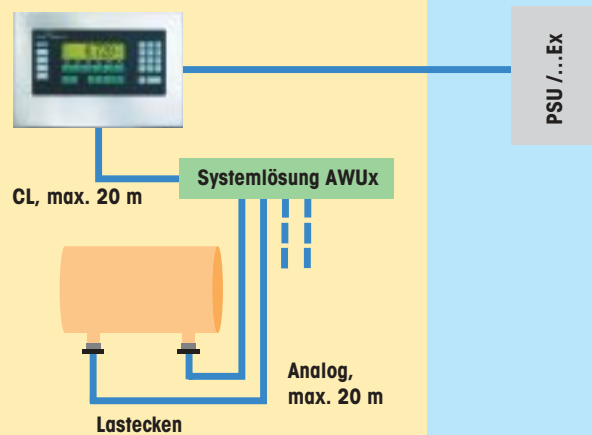 PSU /...Ex
CL, max. 20 m
Systemlösung AWUx
Analog,
max. 20 m
Lastecken